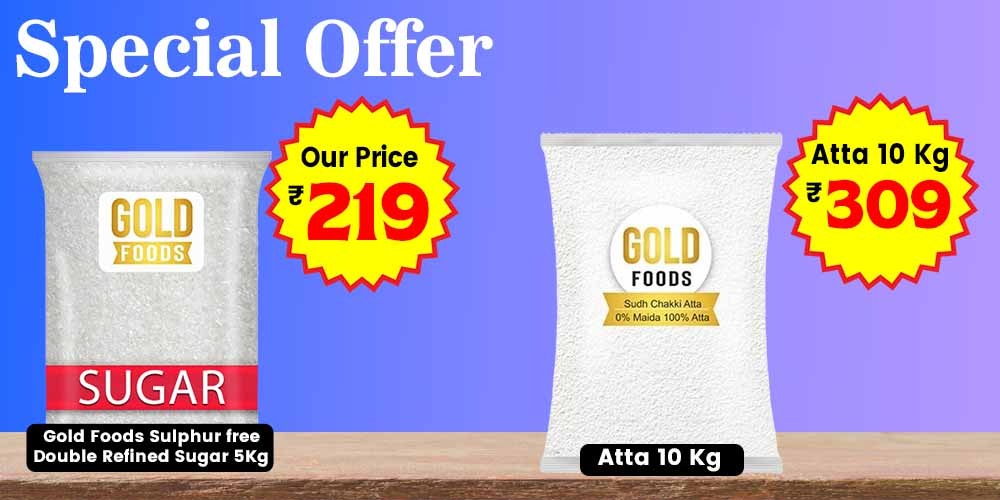 Special Offer
Our Price
₹219
GOLD
FOODS
SUGAR
Gold Foods Sulphur free
Double Refined Sugar 5Kg
Atta 10 Kg
₹309
GOLD
FOODS
Sudh Chakki Atta
0% Maida 100% Atta
Atta 10 Kg